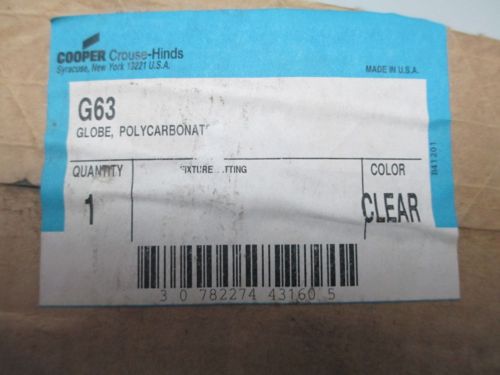 COOPER Crouse-Hinds
Syracuse, New York 13221 U.S.A.
MADE IN U.S.A.
G63
GLOBE, POLYCARBONAT
QUANTITY
COLOR
1
CLEAR
3 0 782274 43160 5